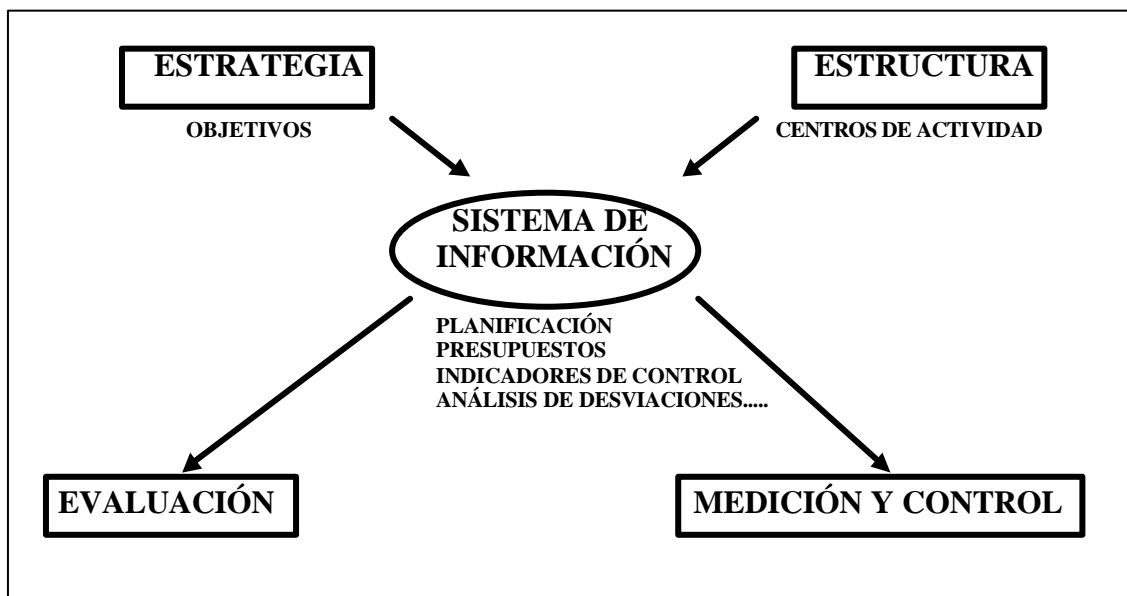 ESTRATEGIA
ESTRUCTURA
OBJETIVOS
CENTROS DE ACTIVIDAD
SISTEMA DE
INFORMACIÓN
PLANIFICACIÓN
PRESUPUESTOS
INDICADORES DE CONTROL
ANÁLISIS DE DESVIACIONES.....
EVALUACIÓN
MEDICIÓN Y CONTROL